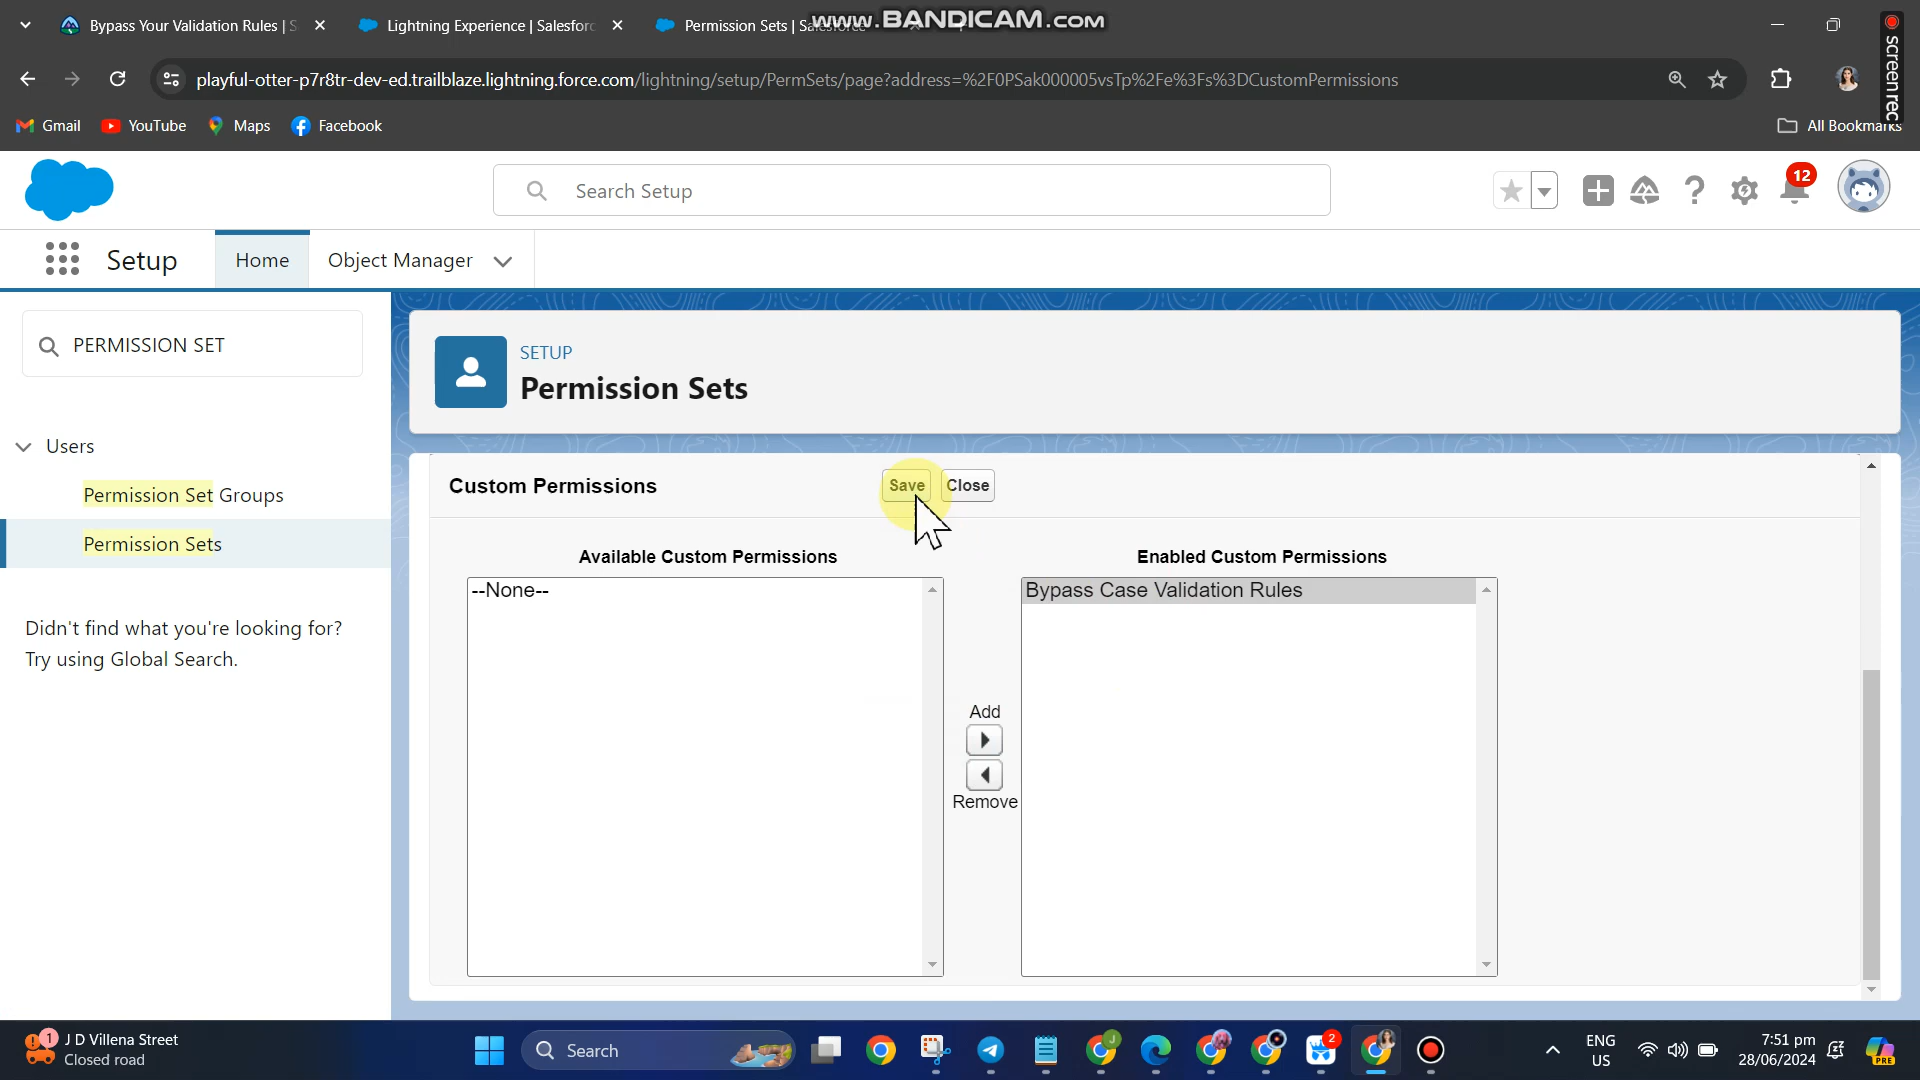 Bypass Your Validation Rules | S
Lightning Experience | Salesforc
Permission Sets | Salesforce
www.BANDICAM.com
playful-otter-p7r8tr-dev-ed.trailblaze.lightning.force.com/lightning/setup/PermSets/page?address=%2F0PSak000005vsTp%2Fe%3Fs%3DCustomPermissions
screen rec
Gmail
YouTube
Maps
Facebook
All Bookmarks
Search Setup
12
Setup
Home
Object Manager
PERMISSION SET
SETUP
Permission Sets
Users
Permission Set Groups
Permission Sets
Didn't find what you're looking for?
Try using Global Search.
Custom Permissions
Save
Close
Available Custom Permissions
Enabled Custom Permissions
--None--
Bypass Case Validation Rules
Add
Remove
1
J D Villena Street
Closed road
Search
J
2
ENG
US
7:51 pm
28/06/2024
PRE